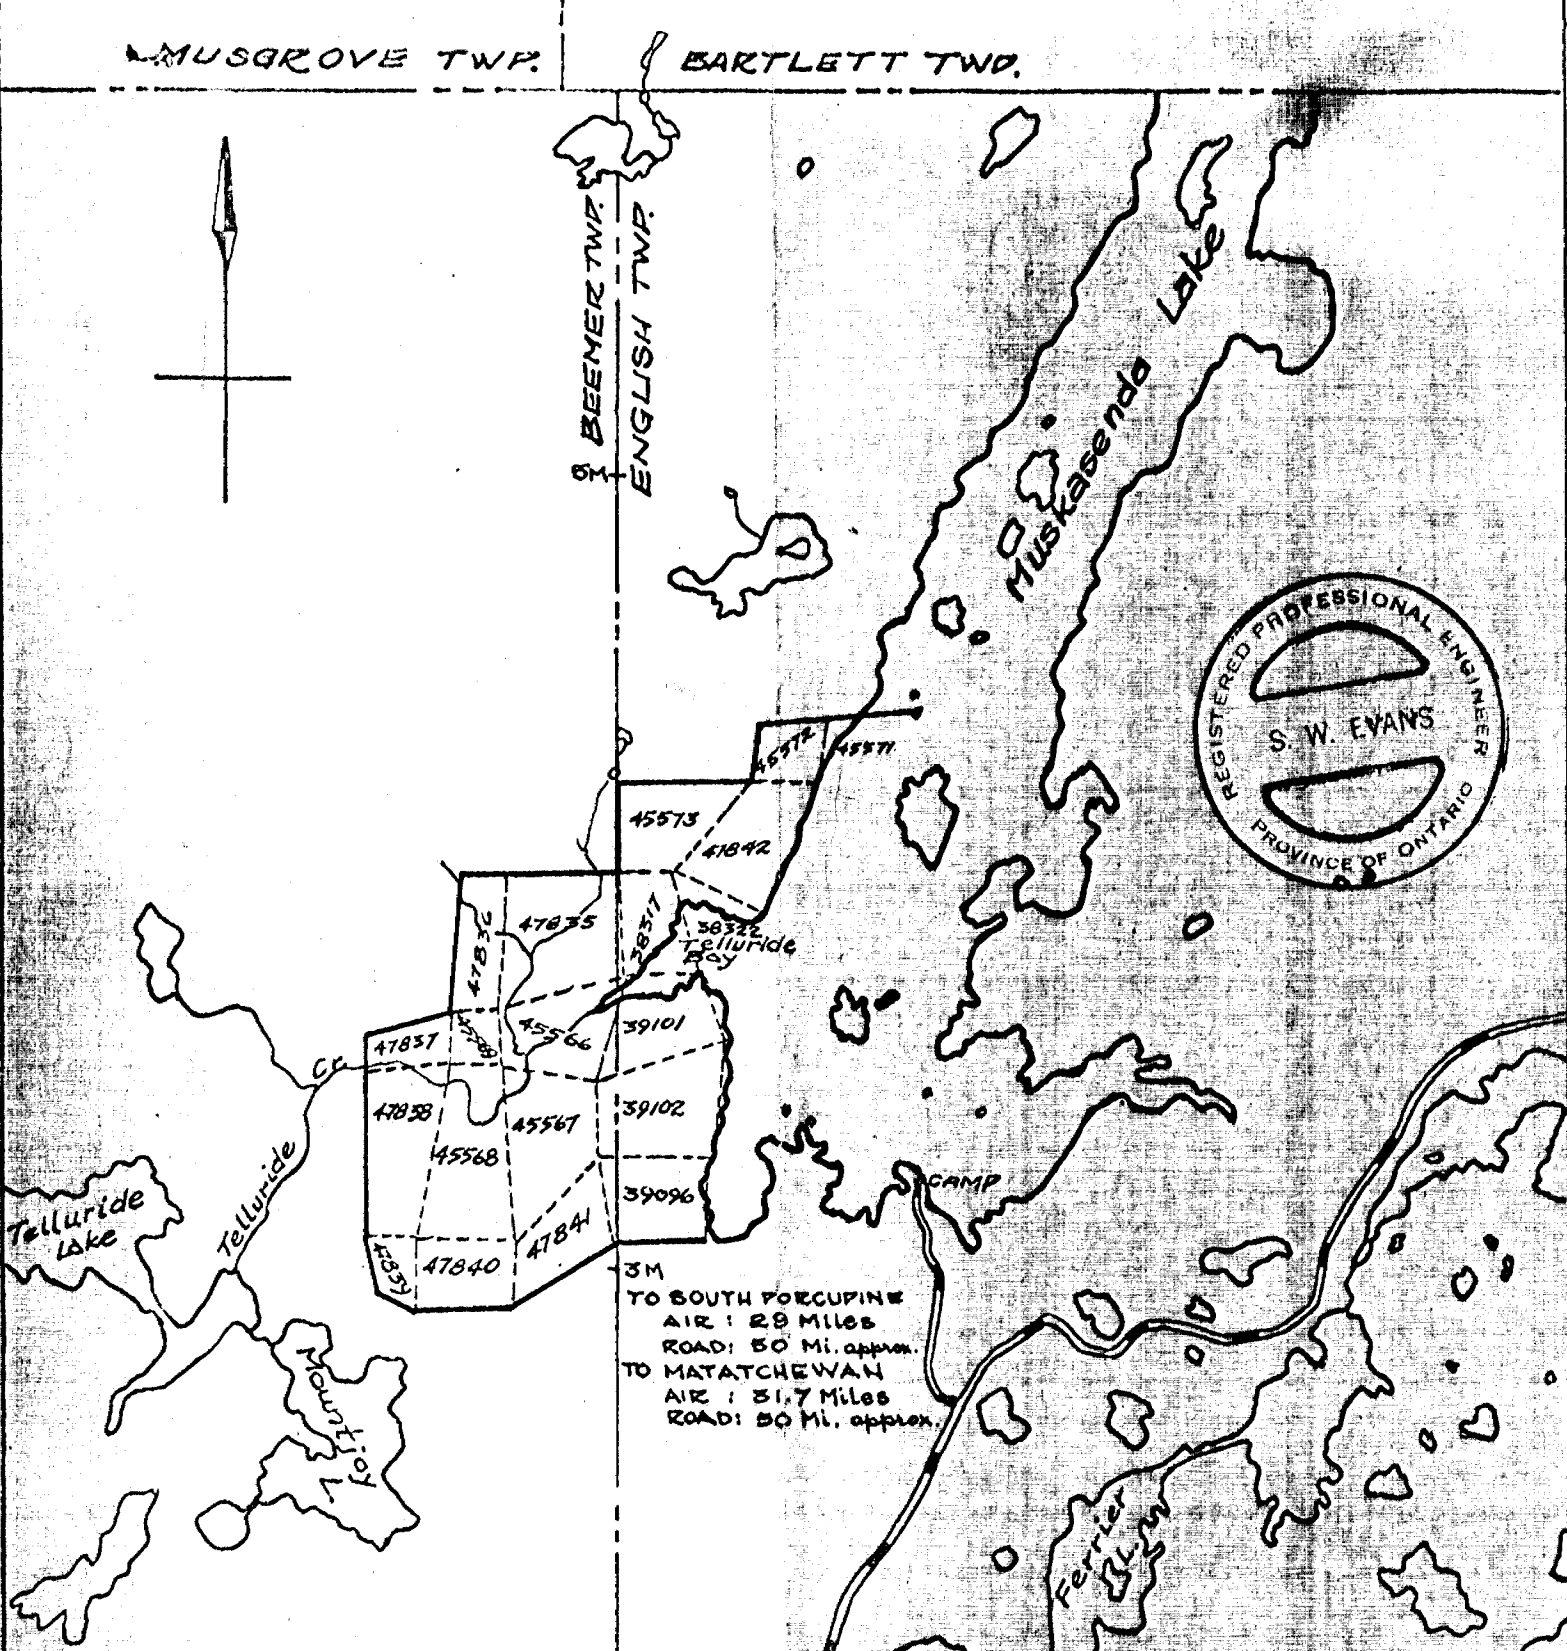 MUSGROVE TWP.
BARTLETT TWP.
BEEMER TWP.
ENGLISH TWP.
5M
Muskasenda Lake
REGISTERED PROFESSIONAL ENGINEER
S. W. EVANS
PROVINCE OF ONTARIO
45572
45571
45573
47842
47836
47835
38317
38322
Telluride
Bay
47837
45566
39101
Cr.
47838
45567
39102
45568
39096
Telluride
Lake
Telluride
47839
47840
47841
CAMP
3M
TO SOUTH PORCUPINE
AIR : 29 Miles
ROAD: 50 Mi. approx.
TO MATATCHEWAN
AIR : 31.7 Miles
ROAD: 50 Mi. approx.
Mountjoy
L.
Ferrier
L.